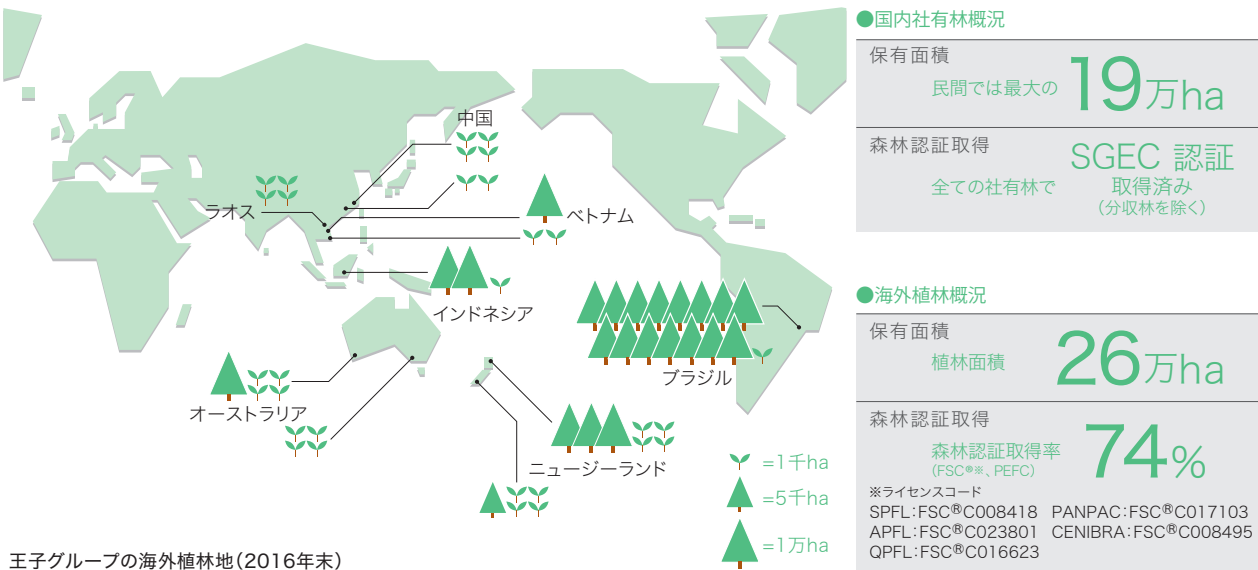 中国
ラオス
ベトナム
インドネシア
ブラジル
オーストラリア
ニュージーランド
=1千ha
=5千ha
=1万ha
王子グループの海外植林地(2016年末)
●国内社有林概況
保有面積
民間では最大の 19万ha
森林認証取得
全ての社有林で SGEC 認証
取得済み
(分収林を除く)
●海外植林概況
保有面積
植林面積 26万ha
森林認証取得
森林認証取得率 74%
(FSC®※、PEFC)
※ライセンスコード
SPFL:FSC®C008418 PANPAC:FSC®C017103
APFL:FSC®C023801 CENIBRA:FSC®C008495
QPFL:FSC®C016623